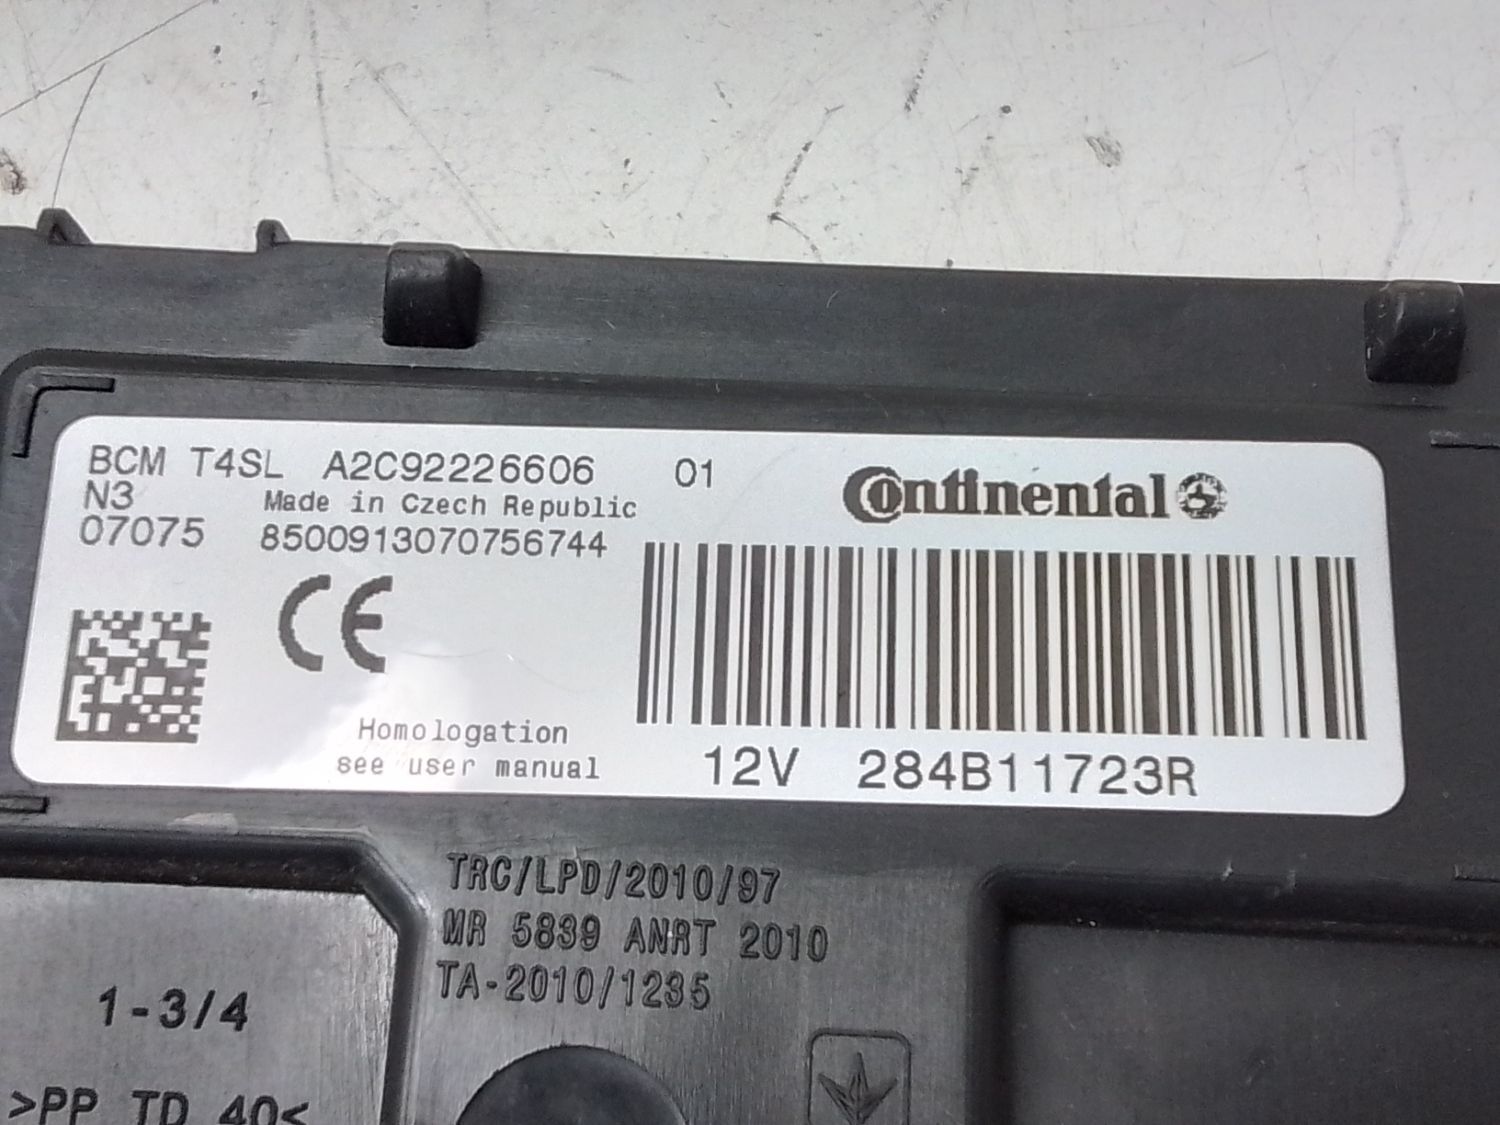 BCM T4SL A2C92226606 01
N3 Made in Czech Republic
07075 8500913070756744
Continental
CE
Homologation
see user manual
12V 284B11723R
TRC/LPD/2010/97
MR 5839 ANRT 2010
TA-2010/1235
1-3/4
>PP TD 40<